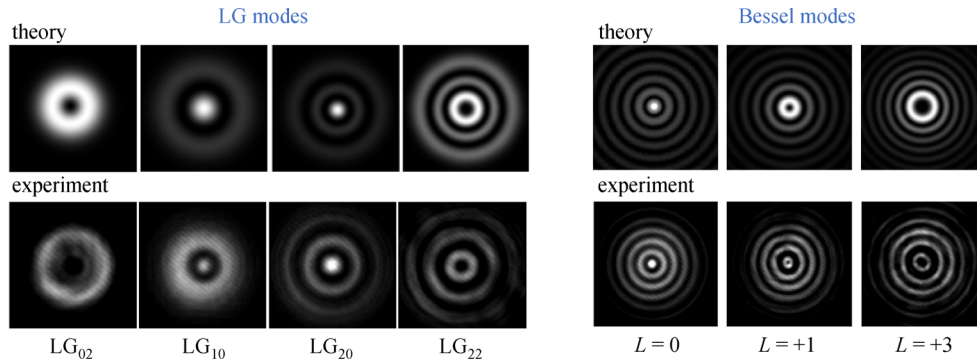 LG modes
theory
experiment
LG₀₂ LG₁₀ LG₂₀ LG₂₂
Bessel modes
theory
experiment
L = 0 L = +1 L = +3